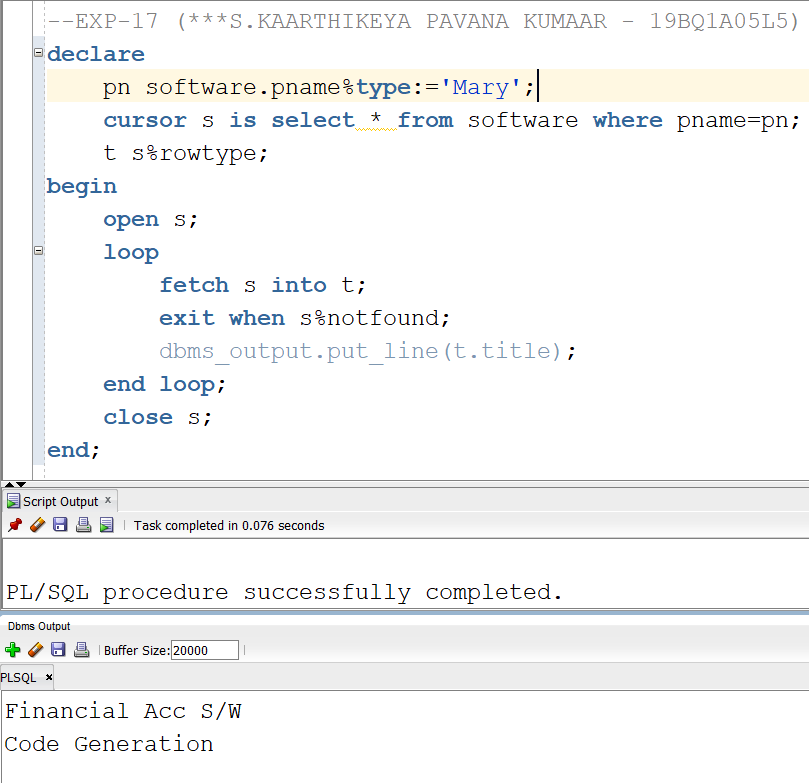 --EXP-17 (***S.KAARTHIKEYA PAVANA KUMAAR - 19BQ1A05L5)
declare
    pn software.pname%type:='Mary';
    cursor s is select * from software where pname=pn;
    t s%rowtype;
begin
    open s;
    loop
        fetch s into t;
        exit when s%notfound;
        dbms_output.put_line(t.title);
    end loop;
    close s;
end;
Script Output ×
Task completed in 0.076 seconds
PL/SQL procedure successfully completed.
Dbms Output
Buffer Size: 20000
PLSQL ×
Financial Acc S/W
Code Generation